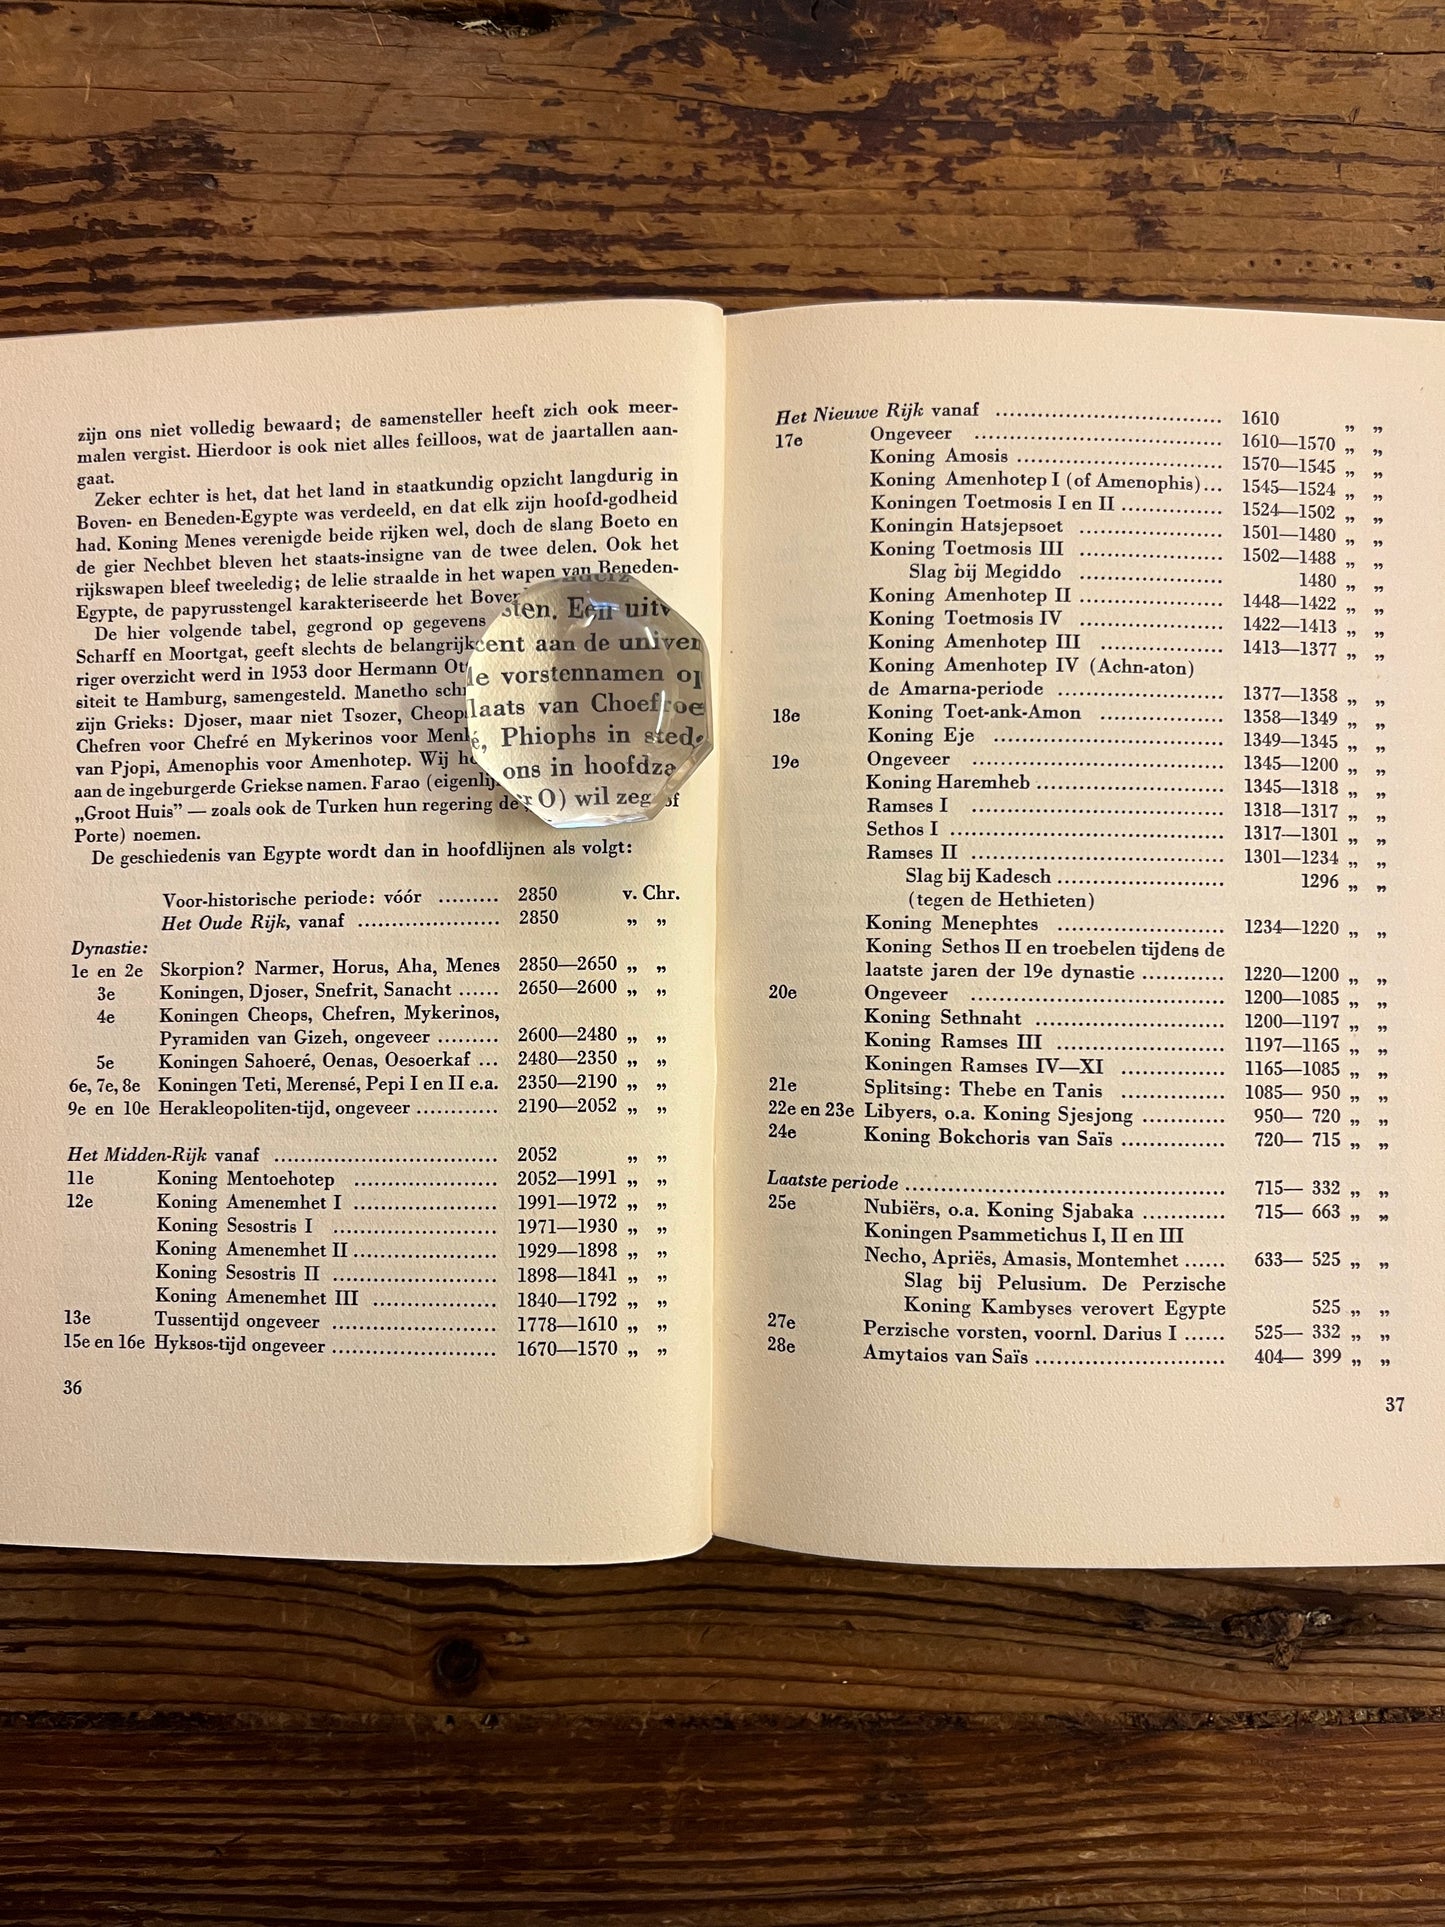 zijn ons niet volledig bewaard; de samensteller heeft zich ook meer-
malen vergist. Hierdoor is ook niet alles feilloos, wat de jaartallen aan-
gaat.
Zeker echter is het, dat het land in staatkundig opzicht langdurig in
Boven- en Beneden-Egypte was verdeeld, en dat elk zijn hoofd-godheid
had. Koning Menes verenigde beide rijken wel, doch de slang Boeto en
de gier Nechbet bleven het staats-insigne van de twee delen. Ook het
rijkswapen bleef tweeledig; de lelie straalde in het wapen van Beneden-
Egypte, de papyrusstengel karakteriseerde het
De hier volgende tabel, gegrond op gegevens sten. Een
Scharff en Moortgat, geeft slechts de aan de
riger overzicht werd in 1953 door Hermann vorstennamen
siteit te Hamburg, samengesteld. Manetho van
zijn Grieks: Djoser, maar niet Tsozer, Phiophs in
Chefren voor Chefré en Mykerinos voor ons in
van Pjopi, Amenophis voor Amenhotep. Wij O) wil
aan de ingeburgerde Griekse namen. Farao
„Groot Huis” — zoals ook de Turken hun regering of
Porte) noemen.
De geschiedenis van Egypte wordt dan in hoofdlijnen als volgt:
Voor-historische periode: vóór ......... 2850 v. Chr.
Het Oude Rijk, vanaf ...................... 2850 „ „
Dynastie:
1e en 2e Skorpion? Narmer, Horus, Aha, Menes 2850—2650 „ „
3e Koningen, Djoser, Snefrit, Sanacht ...... 2650—2600 „ „
4e Koningen Cheops, Chefren, Mykerinos,
Pyramiden van Gizeh, ongeveer ......... 2600—2480 „ „
5e Koningen Sahoeré, Oenas, Oesoerkaf ... 2480—2350 „ „
6e, 7e, 8e Koningen Teti, Merensé, Pepi I en II e.a. 2350—2190 „ „
9e en 10e Herakleopoliten-tijd, ongeveer ............ 2190—2052 „ „
Het Midden-Rijk vanaf .................................. 2052 „ „
11e Koning Mentoehotep ...................... 2052—1991 „ „
12e Koning Amenemhet I ...................... 1991—1972 „ „
Koning Sesostris I ......................... 1971—1930 „ „
Koning Amenemhet II ...................... 1929—1898 „ „
Koning Sesostris II ......................... 1898—1841 „ „
Koning Amenemhet III ................... 1840—1792 „ „
13e Tussentijd ongeveer ......................... 1778—1610 „ „
15e en 16e Hyksos-tijd ongeveer ......................... 1670—1570 „ „
36
Het Nieuwe Rijk vanaf .................................. 1610 „ „
17e Ongeveer ..................................... 1610—1570 „ „
Koning Amosis ............................... 1570—1545 „ „
Koning Amenhotep I (of Amenophis)... 1545—1524 „ „
Koningen Toetmosis I en II ................ 1524—1502 „ „
Koningin Hatsjepsoet ...................... 1501—1480 „ „
Koning Toetmosis III ...................... 1502—1488 „ „
Slag bij Megiddo ...................... 1480 „ „
Koning Amenhotep II ...................... 1448—1422 „ „
Koning Toetmosis IV ...................... 1422—1413 „ „
Koning Amenhotep III ................... 1413—1377 „ „
Koning Amenhotep IV (Achn-aton)
de Amarna-periode ......................... 1377—1358 „ „
18e Koning Toet-ank-Amon ................... 1358—1349 „ „
Koning Eje ................................... 1349—1345 „ „
19e Ongeveer ..................................... 1345—1200 „ „
Koning Haremheb ............................ 1345—1318 „ „
Ramses I ..................................... 1318—1317 „ „
Sethos I ........................................ 1317—1301 „ „
Ramses II ..................................... 1301—1234 „ „
Slag bij Kadesch ......................... 1296 „ „
(tegen de Hethieten)
Koning Menephtes ......................... 1234—1220 „ „
Koning Sethos II en troebelen tijdens de
laatste jaren der 19e dynastie ............ 1220—1200 „ „
20e Ongeveer ..................................... 1200—1085 „ „
Koning Sethnaht ............................ 1200—1197 „ „
Koning Ramses III ......................... 1197—1165 „ „
Koningen Ramses IV—XI ................ 1165—1085 „ „
21e Splitsing: Thebe en Tanis ................... 1085— 950 „ „
22e en 23e Libyers, o.a. Koning Sjesjong ............ 950— 720 „ „
24e Koning Bokchoris van Saïs ................ 720— 715 „ „
Laatste periode ................................................ 715— 332 „ „
25e Nubiërs, o.a. Koning Sjabaka ............ 715— 663 „ „
Koningen Psammetichus I, II en III
Necho, Apriës, Amasis, Montemhet ...... 633— 525 „ „
Slag bij Pelusium. De Perzische
Koning Kambyses verovert Egypte 525 „ „
27e Perzische vorsten, voornl. Darius I ...... 525— 332 „ „
28e Amytaios van Saïs ............................ 404— 399 „ „
37